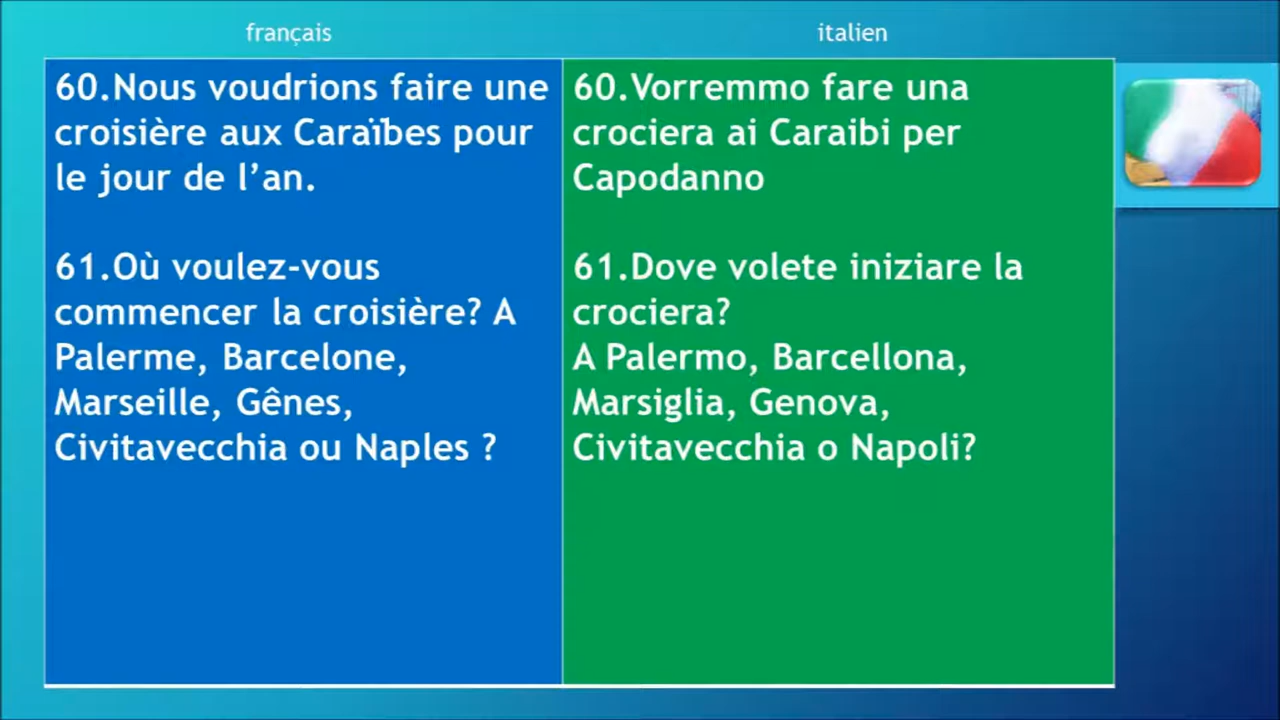 français
italien
60.Nous voudrions faire une
croisière aux Caraïbes pour
le jour de l’an.
61.Où voulez-vous
commencer la croisière? A
Palerme, Barcelone,
Marseille, Gênes,
Civitavecchia ou Naples ?
60.Vorremmo fare una
crociera ai Caraibi per
Capodanno
61.Dove volete iniziare la
crociera?
A Palermo, Barcellona,
Marsiglia, Genova,
Civitavecchia o Napoli?